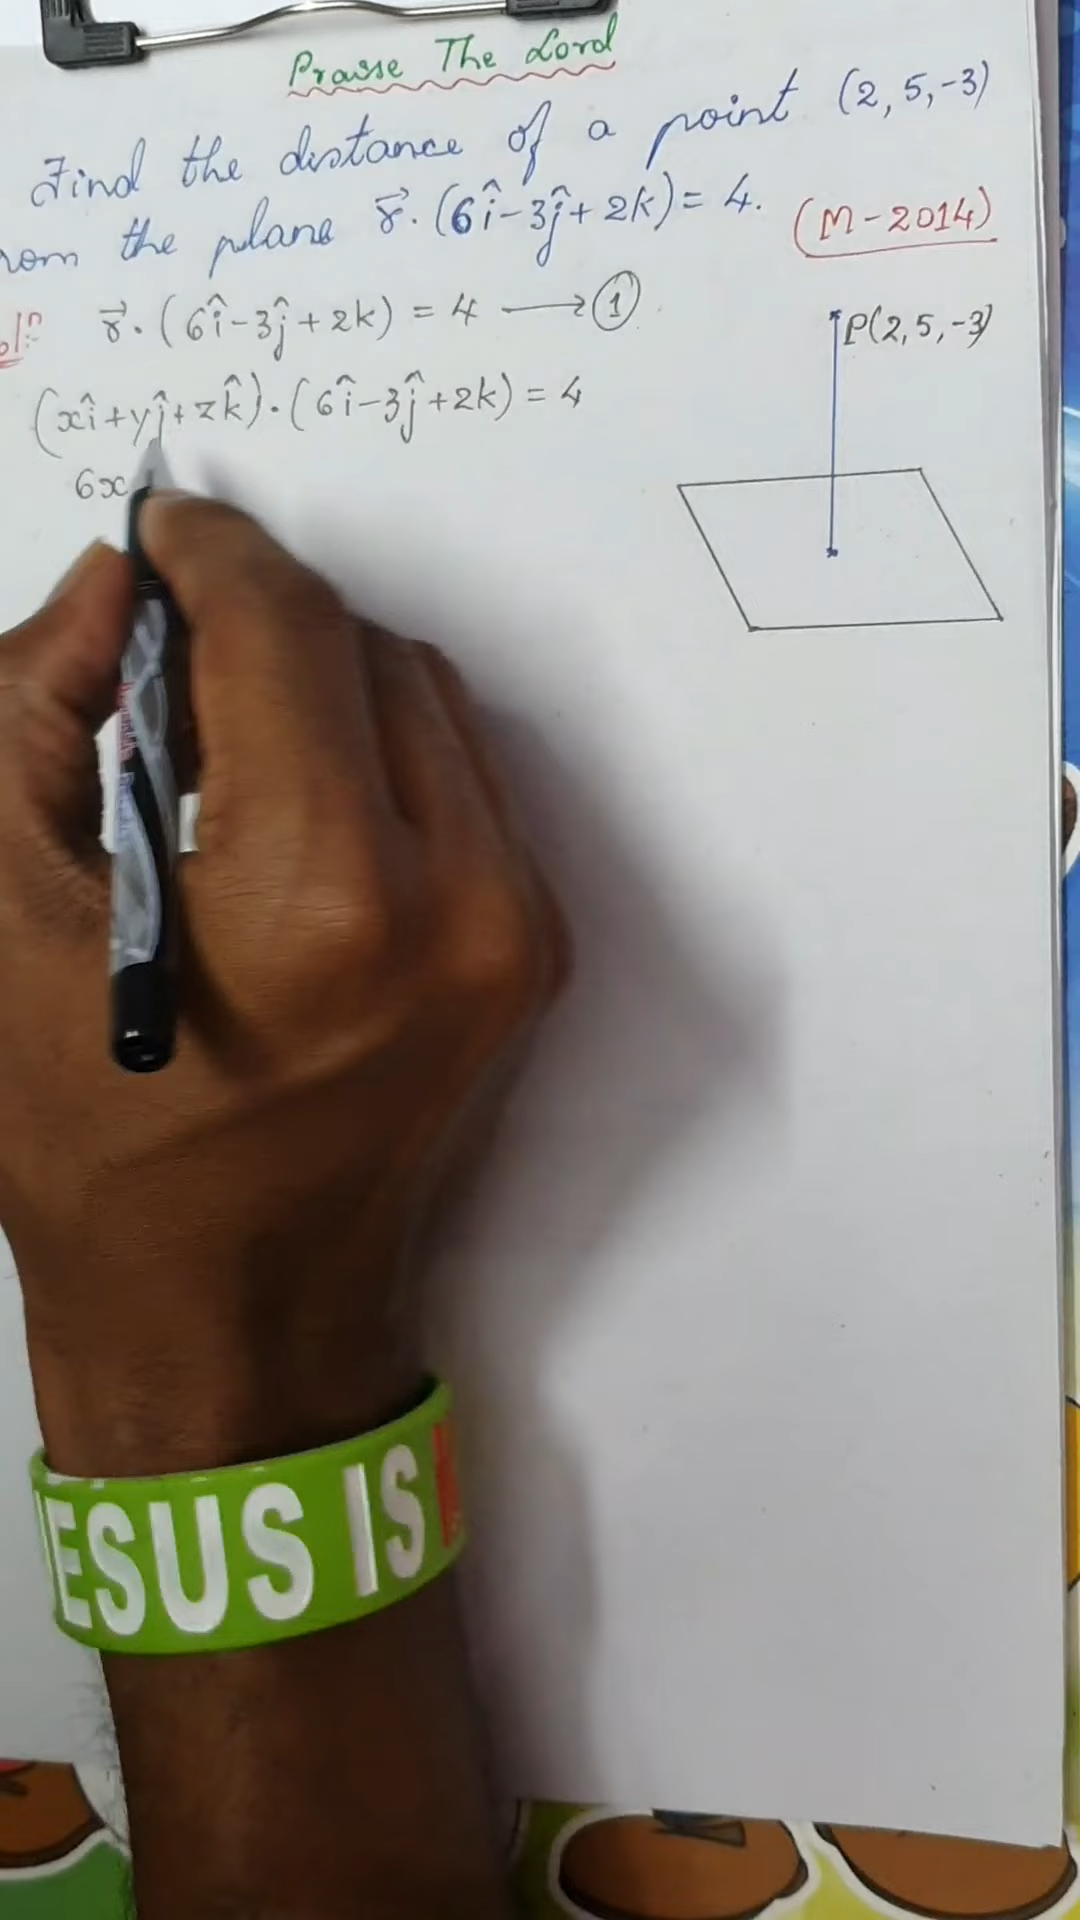 Praise The Lord
Find the distance of a point (2, 5, -3)
rom the plane r⃗. (6î - 3ĵ + 2k) = 4. (M - 2014)
ol:n r⃗. (6î - 3ĵ + 2k) = 4 → ①
P(2, 5, -3)
(xî + yĵ + zk̂). (6î - 3ĵ + 2k) = 4
6x
ESUS IS